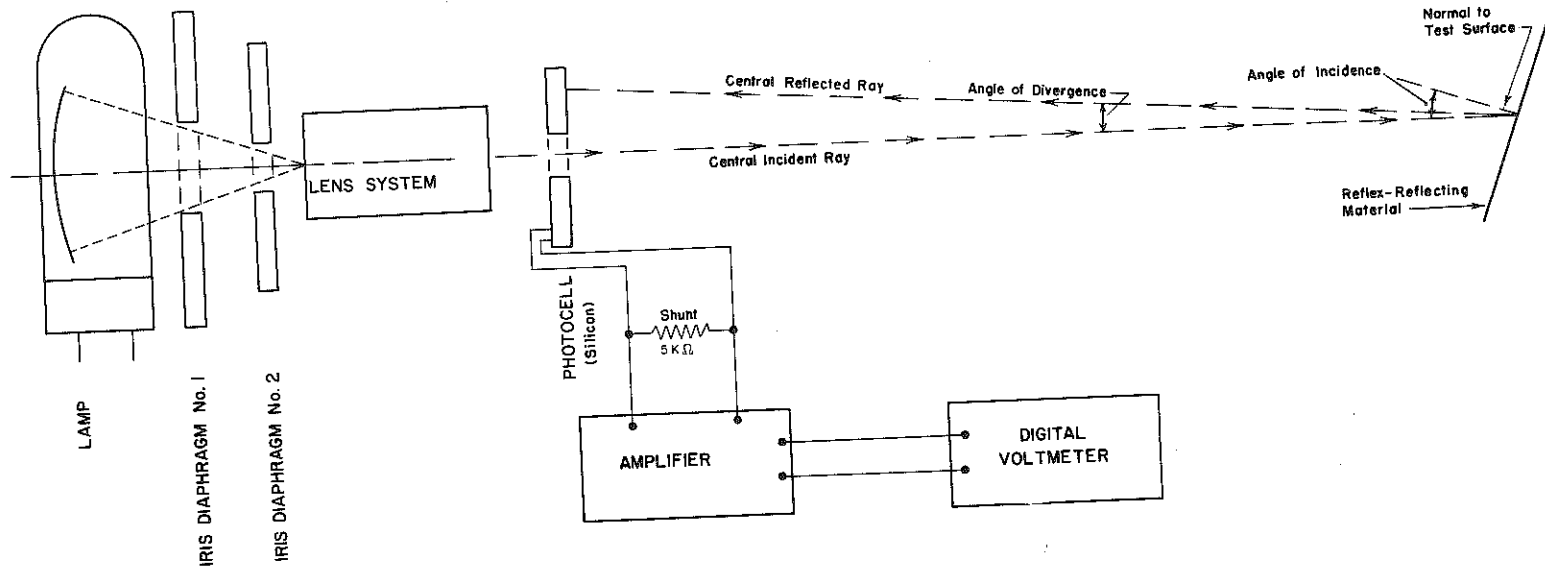 Normal to
Test Surface
Angle of Incidence
Central Reflected Ray
Angle of Divergence
Central Incident Ray
LENS SYSTEM
Reflex-Reflecting
Material
PHOTOCELL
(Silicon)
Shunt
5 K Ω
LAMP
IRIS DIAPHRAGM No. 1
IRIS DIAPHRAGM No. 2
AMPLIFIER
DIGITAL
VOLTMETER